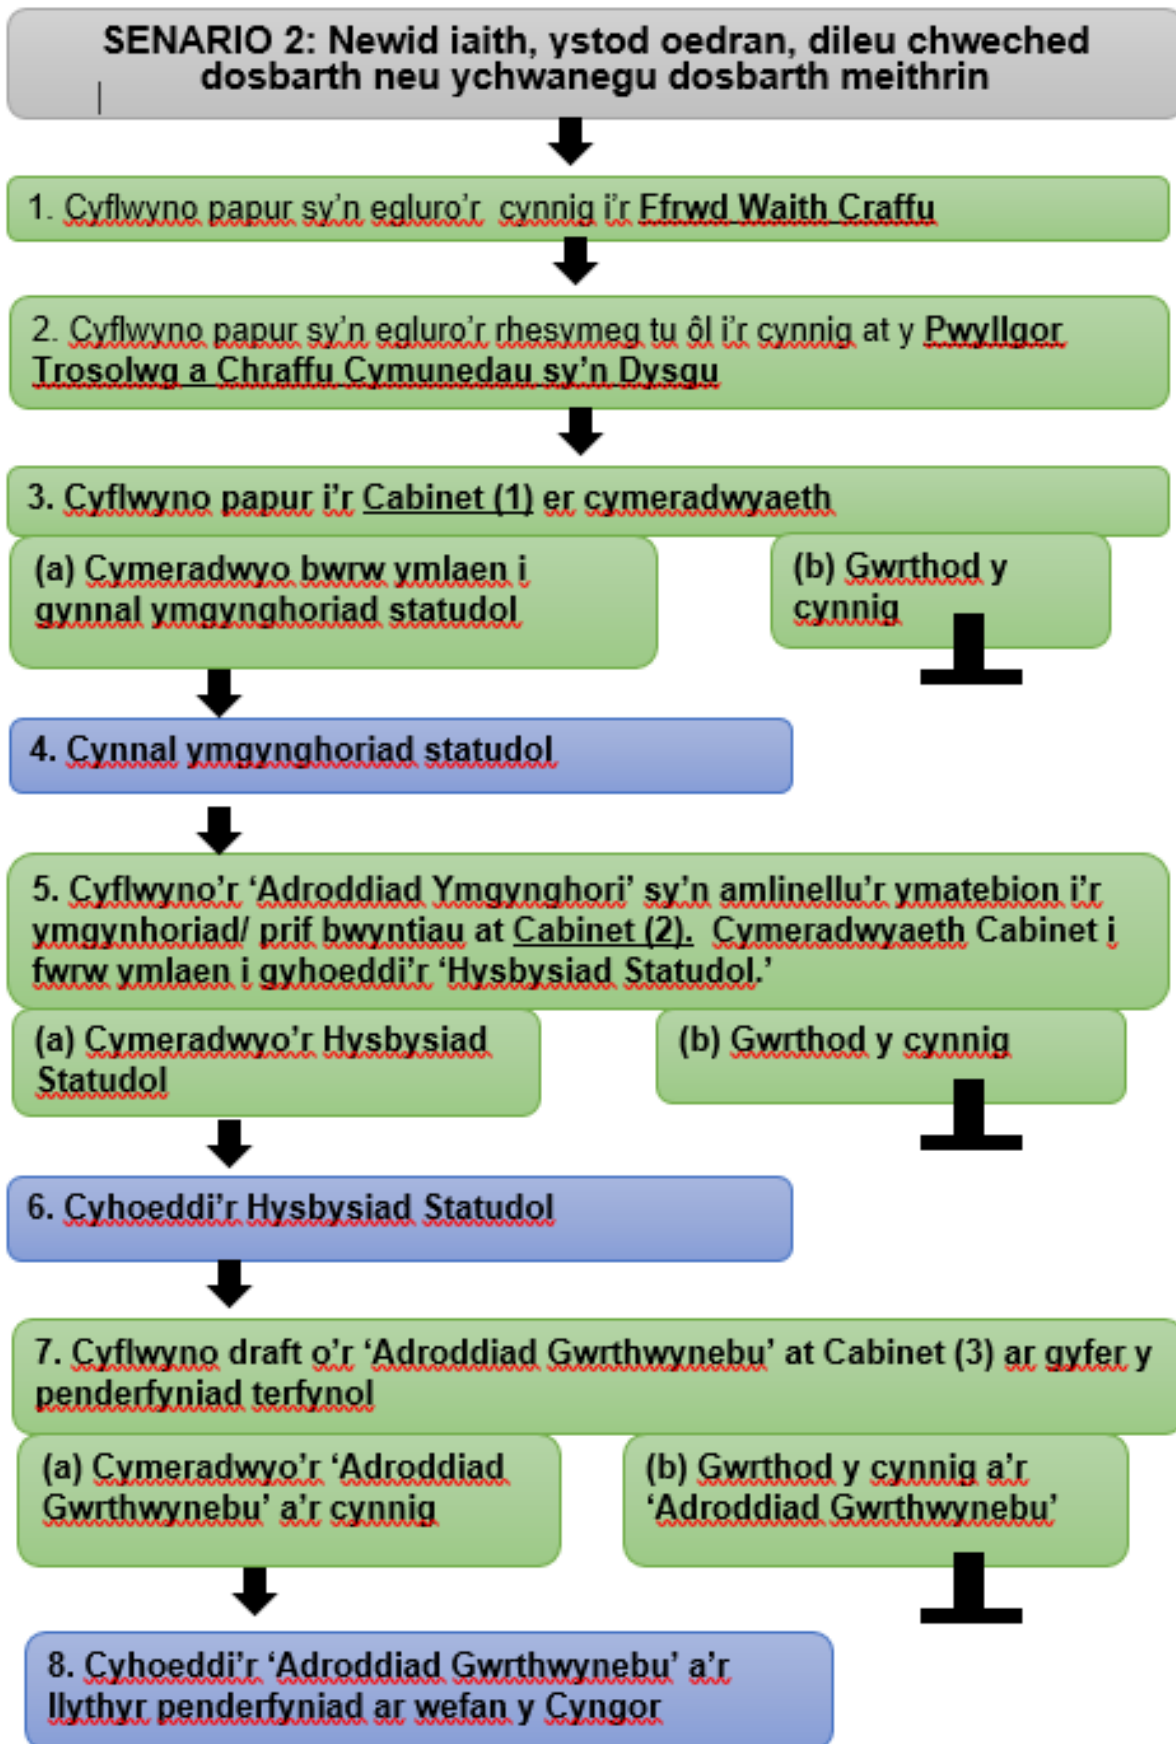 SENARIO 2: Newid iaith, ystod oedran, dileu chweched
dosbarth neu ychwanegu dosbarth meithrin
1. Cyflwyno papur sy’n egluro’r cynnig i’r Ffrwd Waith Craffu
2. Cyflwyno papur sy’n egluro’r rhesymeg tu ôl i’r cynnig at y Pwyllgor
Trosolwg a Chraffu Cymunedau sy’n Dysgu
3. Cyflwyno papur i’r Cabinet (1) er cymeradwyaeth
(a) Cymeradwyo bwrw ymlaen i
gynnal ymgynghoriad statudol
(b) Gwrthod y
cynnig
4. Cynnal ymgynghoriad statudol
5. Cyflwyno’r ‘Adroddiad Ymgynghori’ sy’n amlinellu’r ymatebion i’r
ymgynhoriad/ prif bwyntiau at Cabinet (2). Cymeradwyaeth Cabinet i
fwrw ymlaen i gyhoeddi’r ‘Hysbysiad Statudol.’
(a) Cymeradwyo’r Hysbysiad
Statudol
(b) Gwrthod y cynnig
6. Cyhoeddi’r Hysbysiad Statudol
7. Cyflwyno draft o’r ‘Adroddiad Gwrthwynebu’ at Cabinet (3) ar gyfer y
penderfyniad terfynol
(a) Cymeradwyo’r ‘Adroddiad
Gwrthwynebu’ a’r cynnig
(b) Gwrthod y cynnig a’r
‘Adroddiad Gwrthwynebu’
8. Cyhoeddi’r ‘Adroddiad Gwrthwynebu’ a’r
llythyr penderfyniad ar wefan y Cyngor